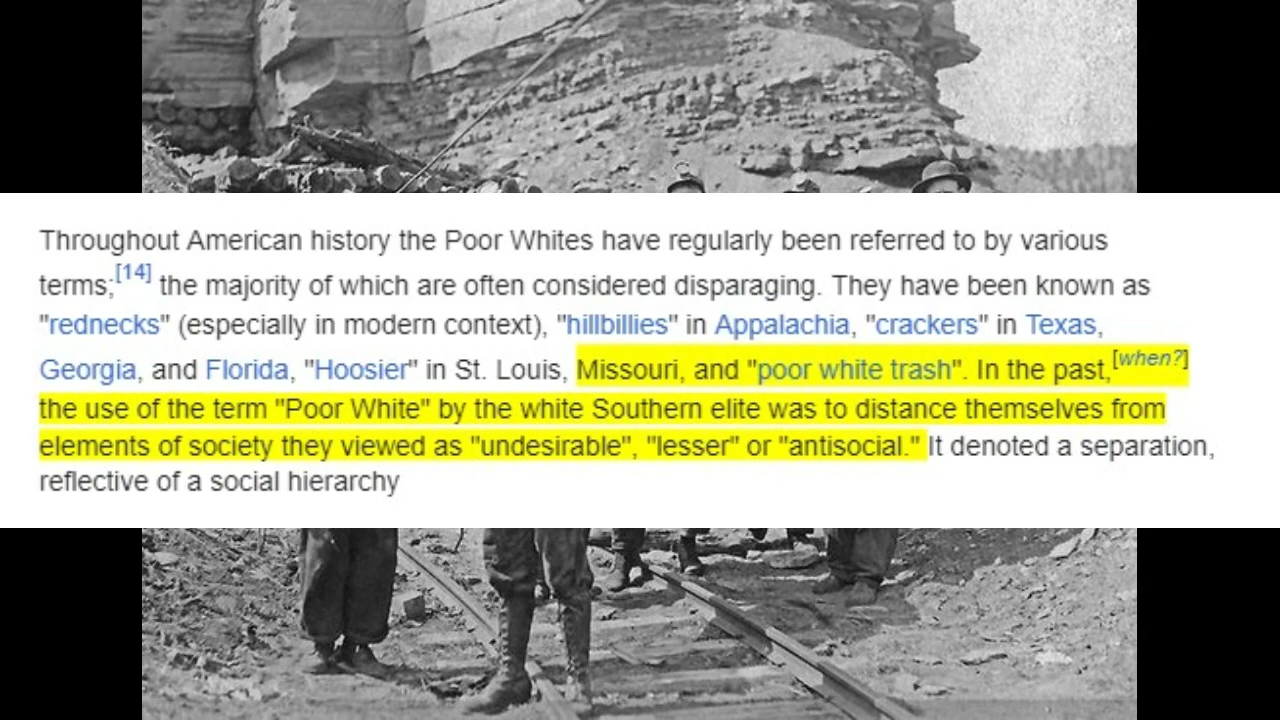 Throughout American history the Poor Whites have regularly been referred to by various
terms;[14] the majority of which are often considered disparaging. They have been known as
"rednecks" (especially in modern context), "hillbillies" in Appalachia, "crackers" in Texas,
Georgia, and Florida, "Hoosier" in St. Louis, Missouri, and "poor white trash". In the past,[when?]
the use of the term "Poor White" by the white Southern elite was to distance themselves from
elements of society they viewed as "undesirable", "lesser" or "antisocial." It denoted a separation,
reflective of a social hierarchy